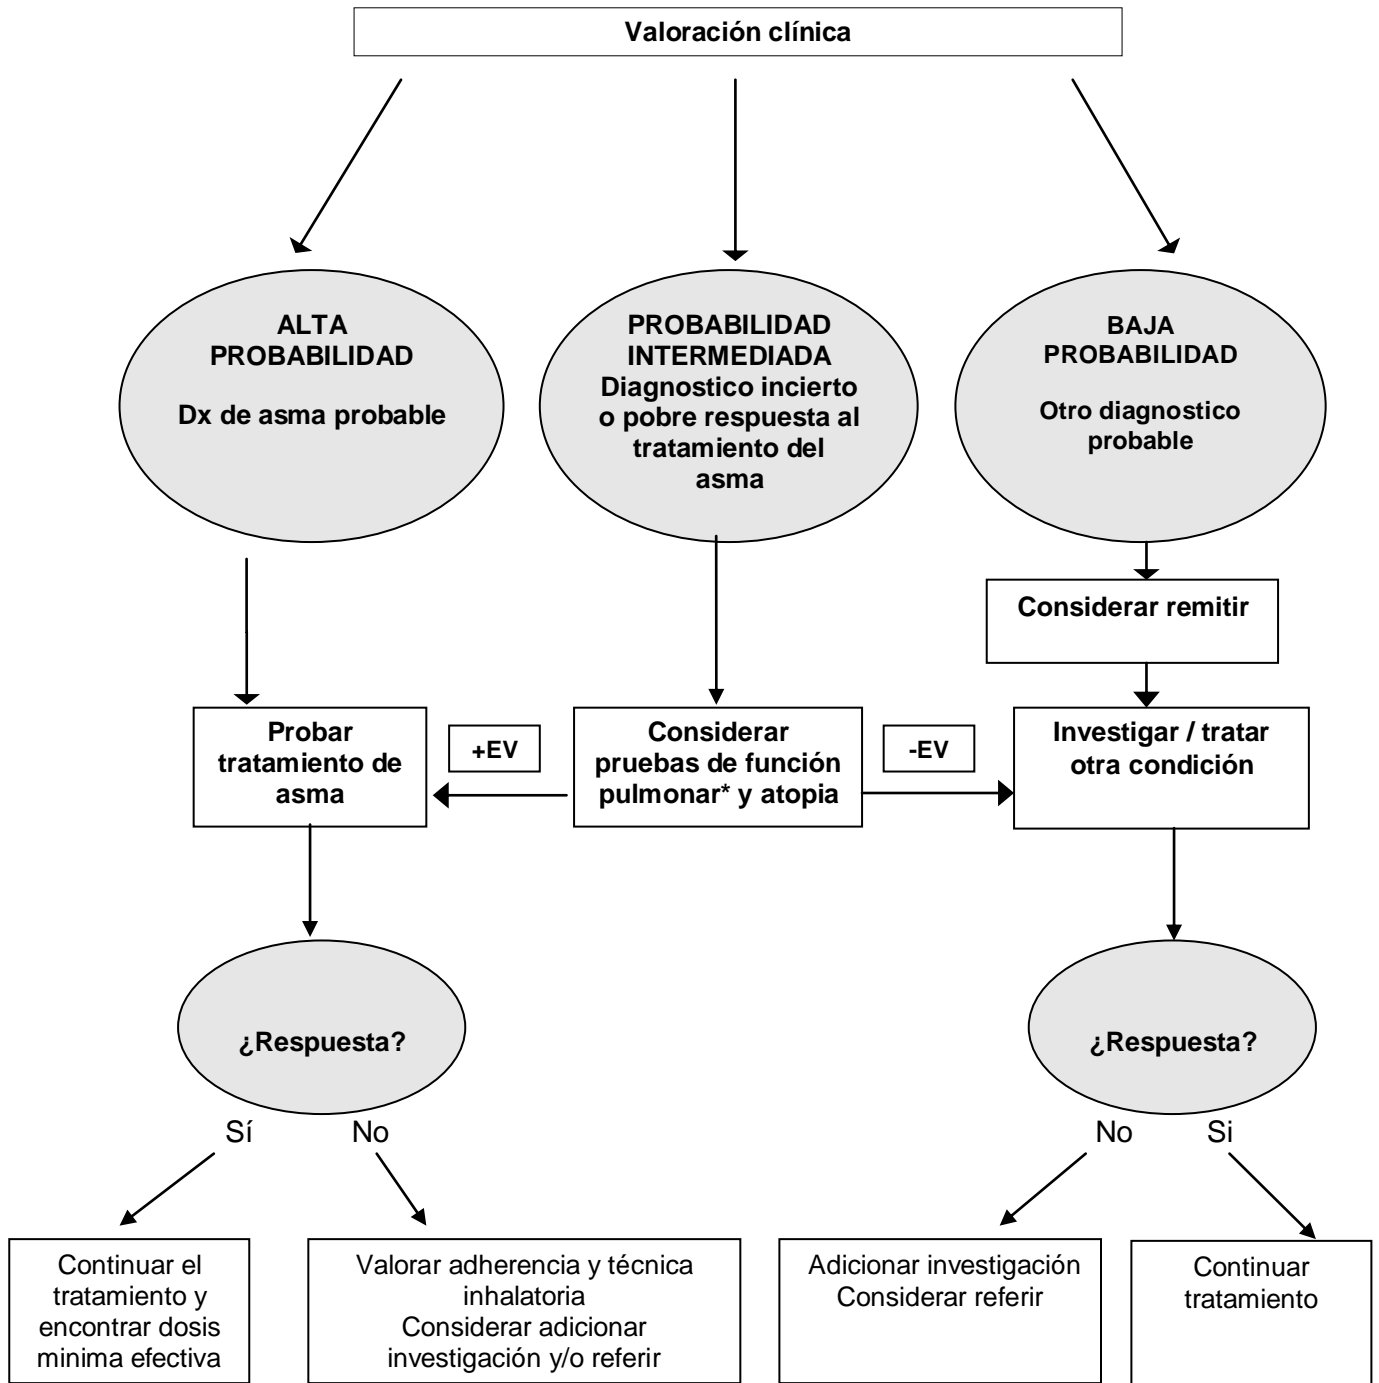 Valoración clínica
ALTA
PROBABILIDAD
Dx de asma probable
PROBABILIDAD
INTERMEDIADA
Diagnostico incierto
o pobre respuesta al
tratamiento del
asma
BAJA
PROBABILIDAD
Otro diagnostico
probable
Considerar remitir
Probar
tratamiento de
asma
+EV
Considerar
pruebas de función
pulmonar* y atopia
-EV
Investigar / tratar
otra condición
¿Respuesta?
¿Respuesta?
Sí
No
No
Si
Continuar el
tratamiento y
encontrar dosis
minima efectiva
Valorar adherencia y técnica
inhalatoria
Considerar adicionar
investigación y/o referir
Adicionar investigación
Considerar referir
Continuar
tratamiento